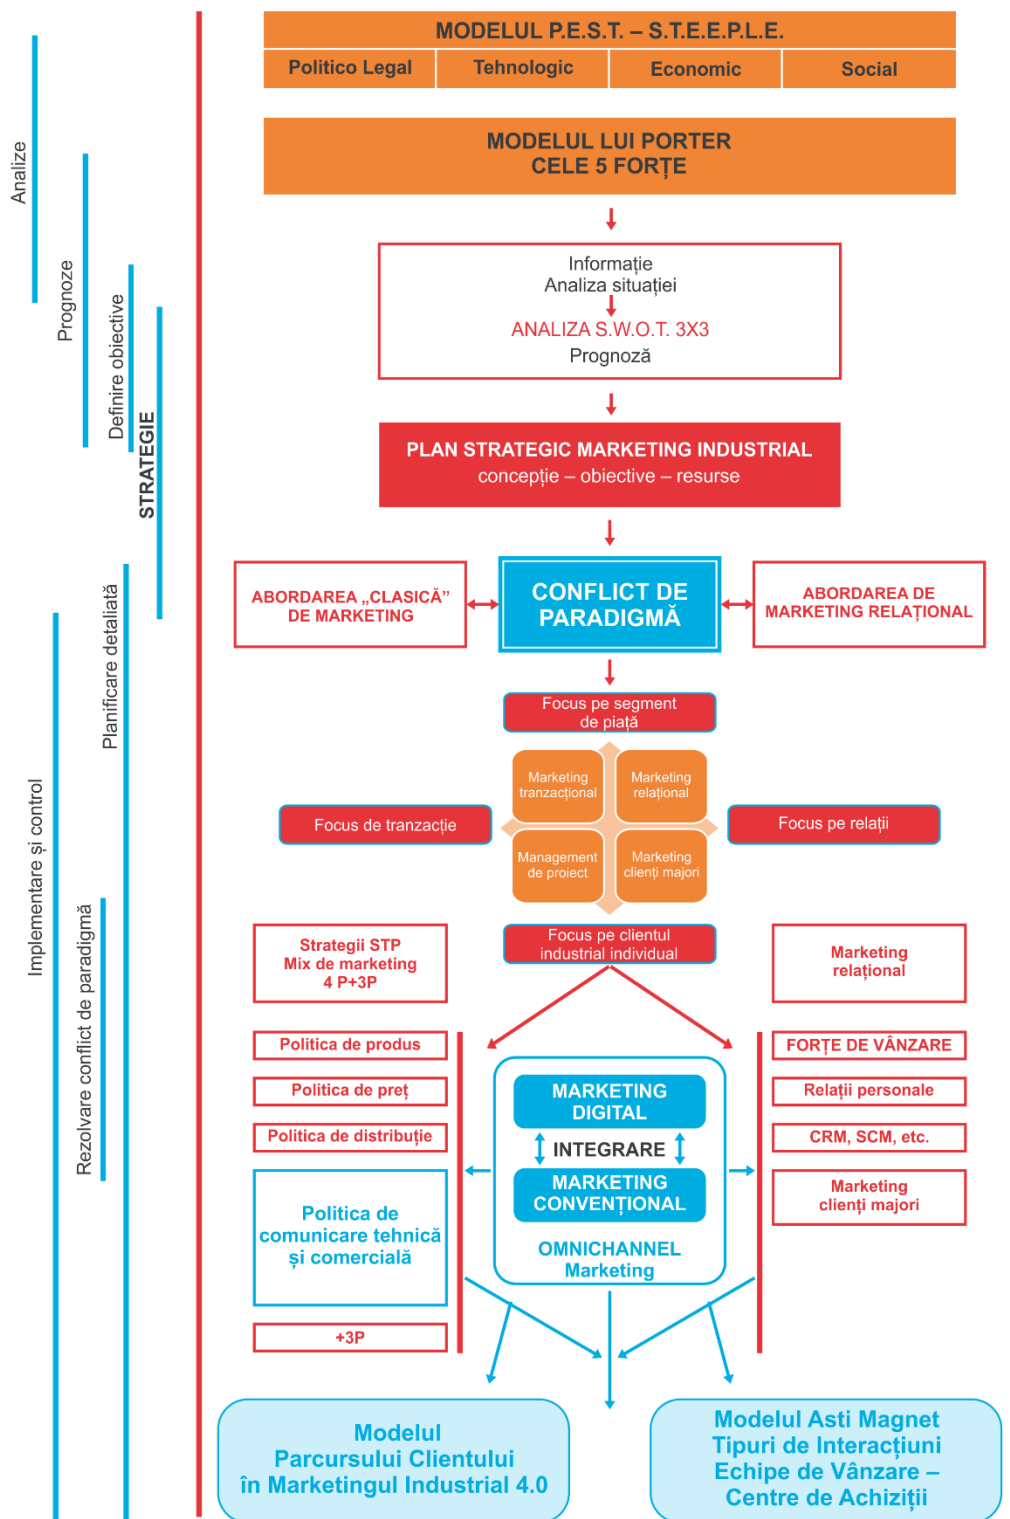 MODELUL P.E.S.T. – S.T.E.E.P.L.E.
Politico Legal
Tehnologic
Economic
Social
MODELUL LUI PORTER
CELE 5 FORȚE
Informație
Analiza situației
ANALIZA S.W.O.T. 3X3
Prognoză
PLAN STRATEGIC MARKETING INDUSTRIAL
concepție – obiective – resurse
ABORDAREA „CLASICĂ”
DE MARKETING
CONFLICT DE
PARADIGMĂ
ABORDAREA DE
MARKETING RELAȚIONAL
Focus pe segment
de piață
Marketing
tranzacțional
Marketing
relațional
Focus de tranzacție
Focus pe relații
Management
de proiect
Marketing
clienți majori
Focus pe clientul
industrial individual
Strategii STP
Mix de marketing
4 P+3P
Marketing
relațional
Politica de produs
Politica de preț
Politica de distribuție
Politica de
comunicare tehnică
și comercială
+3P
MARKETING
DIGITAL
INTEGRARE
MARKETING
CONVENȚIONAL
OMNICHANNEL
Marketing
FORȚE DE VÂNZARE
Relații personale
CRM, SCM, etc.
Marketing
clienți majori
Modelul
Parcursului Clientului
în Marketingul Industrial 4.0
Modelul Asti Magnet
Tipuri de Interacțiuni
Echipe de Vânzare –
Centre de Achiziții
Analize
Prognoze
Definire obiective
STRATEGIE
Planificare detaliată
Implementare și control
Rezolvare conflict de paradigmă